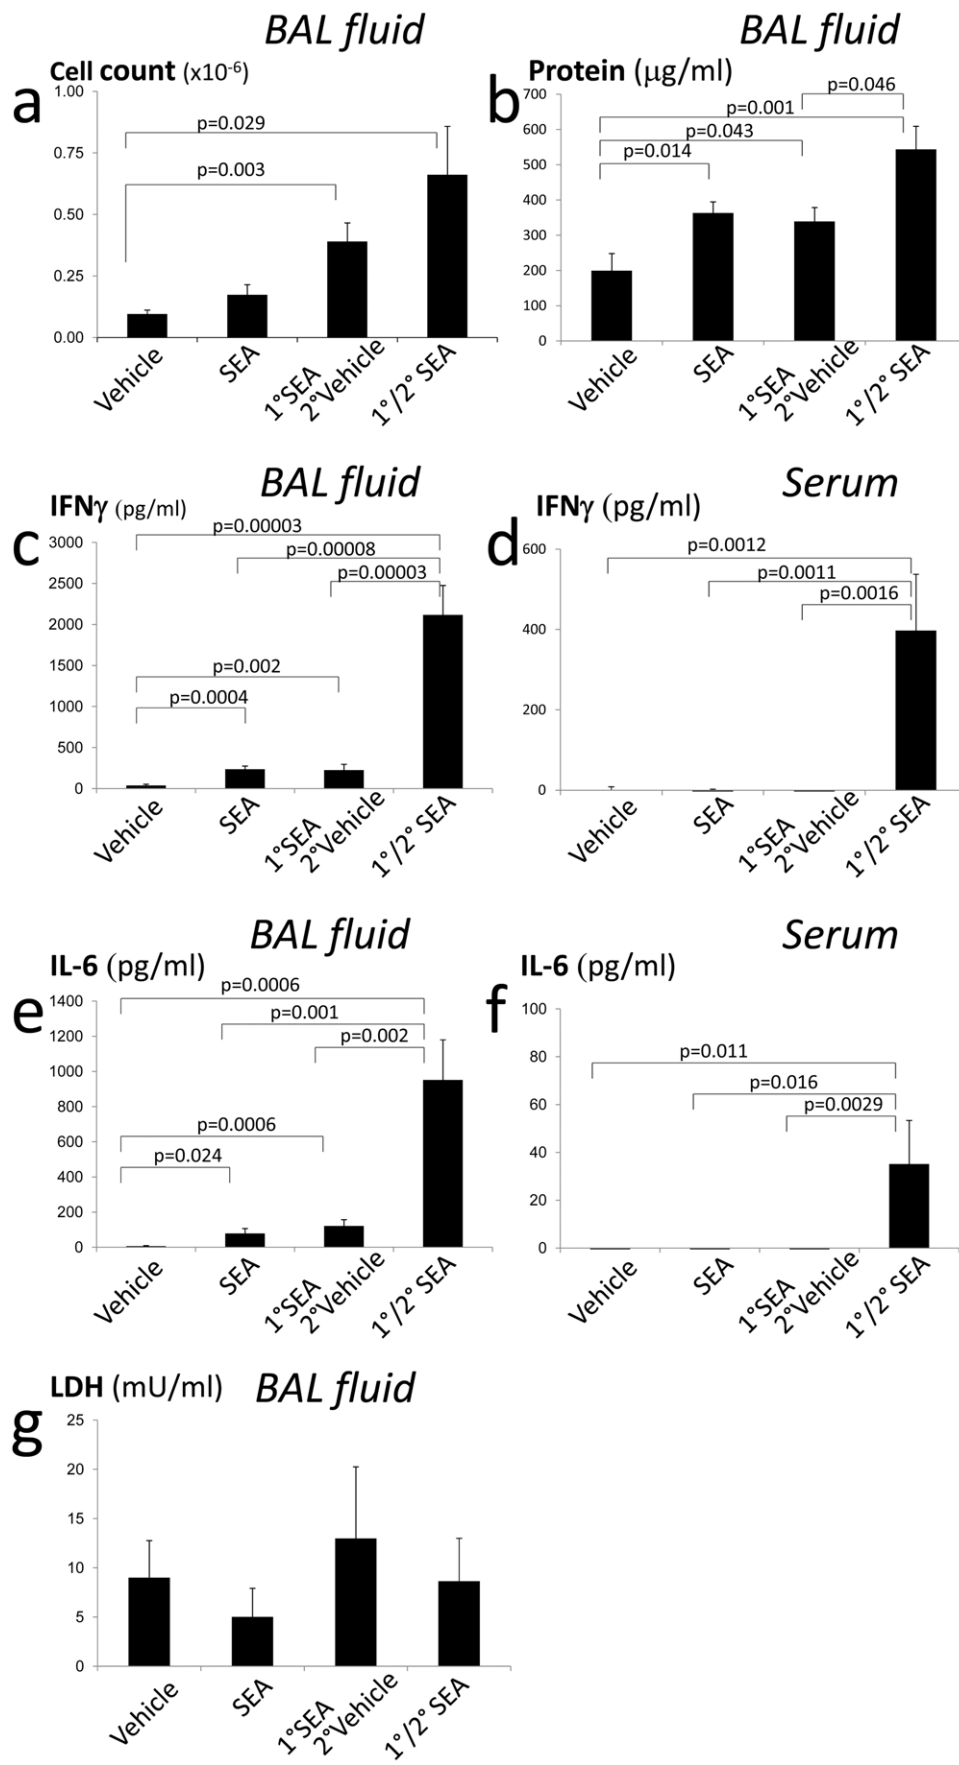 BAL fluid
BAL fluid
a
Cell count (x10-6)
1.00
0.75
0.50
0.25
0.00
p=0.029
p=0.003
Vehicle
SEA
1°SEA
2°Vehicle
1°/2° SEA
b
Protein (μg/ml)
700
600
500
400
300
200
100
0
p=0.046
p=0.001
p=0.043
p=0.014
Vehicle
SEA
1°SEA
2°Vehicle
1°/2° SEA
BAL fluid
Serum
c
IFNγ (pg/ml)
3000
2500
2000
1500
1000
500
0
p=0.00003
p=0.00008
p=0.00003
p=0.002
p=0.0004
Vehicle
SEA
1°SEA
2°Vehicle
1°/2° SEA
d
IFNγ (pg/ml)
600
400
200
0
p=0.0012
p=0.0011
p=0.0016
Vehicle
SEA
1°SEA
2°Vehicle
1°/2° SEA
BAL fluid
Serum
e
IL-6 (pg/ml)
1400
1200
1000
800
600
400
200
0
p=0.0006
p=0.001
p=0.002
p=0.0006
p=0.024
Vehicle
SEA
1°SEA
2°Vehicle
1°/2° SEA
f
IL-6 (pg/ml)
100
80
60
40
20
0
p=0.011
p=0.016
p=0.0029
Vehicle
SEA
1°SEA
2°Vehicle
1°/2° SEA
g
LDH (mU/ml)
BAL fluid
25
20
15
10
5
0
Vehicle
SEA
1°SEA
2°Vehicle
1°/2° SEA